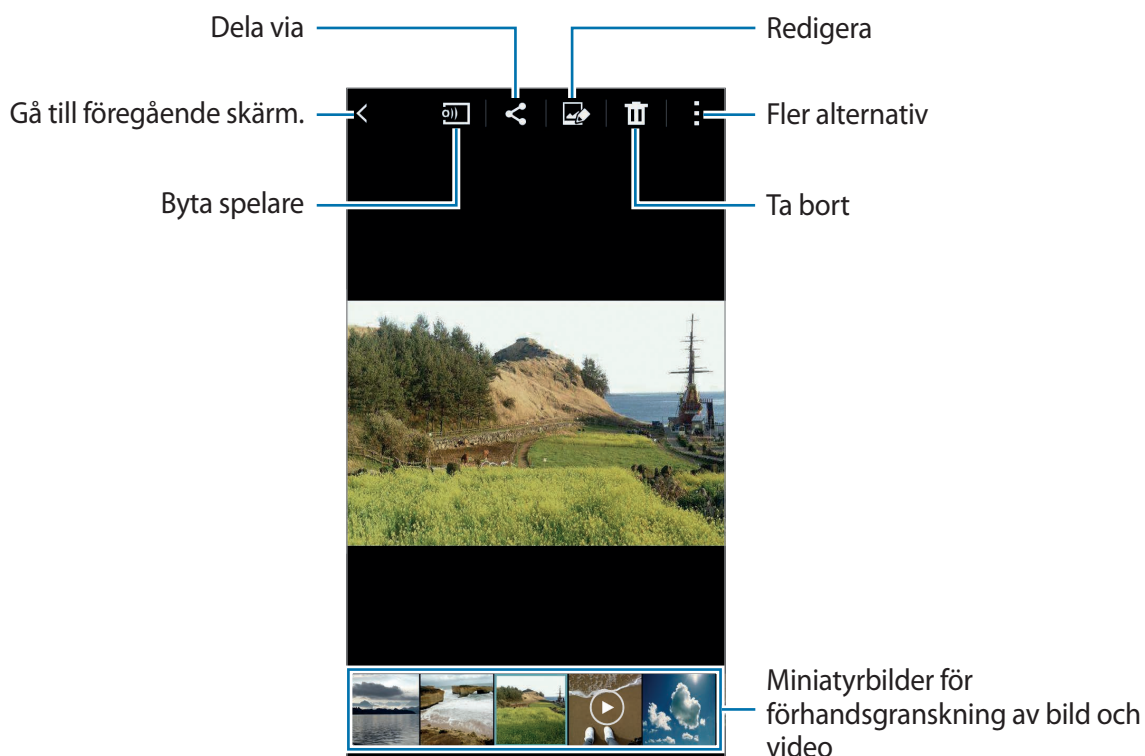 Dela via
Redigera
Gå till föregående skärm.
Fler alternativ
Byta spelare
Ta bort
Miniatyrbilder för
förhandsgranskning av bild och
video